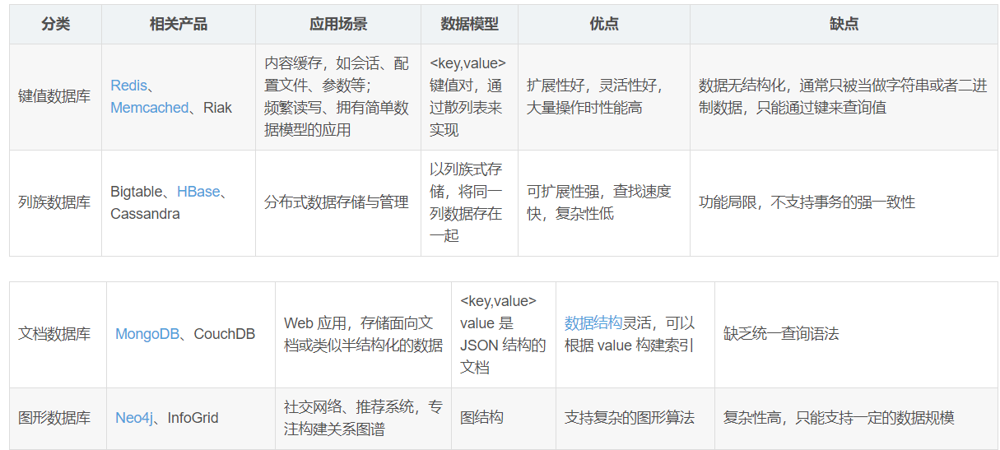 分类 相关产品 应用场景 数据模型 优点 缺点
键值数据库
Redis、
Memcached、Riak
内容缓存，如会话、配
置文件、参数等；
频繁读写、拥有简单数
据模型的应用
<key,value>
键值对，通
过散列表来
实现
扩展性好，灵活性好，
大量操作时性能高
数据无结构化，通常只被当做字符串或者二进
制数据，只能通过键来查询值
列族数据库
Bigtable、HBase、
Cassandra
分布式数据存储与管理
以列族式存
储，将同一
列数据存在
一起
可扩展性强，查找速度
快，复杂性低
功能局限，不支持事务的强一致性
文档数据库
MongoDB、CouchDB
Web 应用，存储面向文
档或类似半结构化的数据
<key,value>
value 是
JSON 结构的
文档
数据结构灵活，可以
根据 value 构建索引
缺乏统一查询语法
图形数据库
Neo4j、InfoGrid
社交网络、推荐系统，专
注构建关系图谱
图结构
支持复杂的图形算法
复杂性高，只能支持一定的数据规模